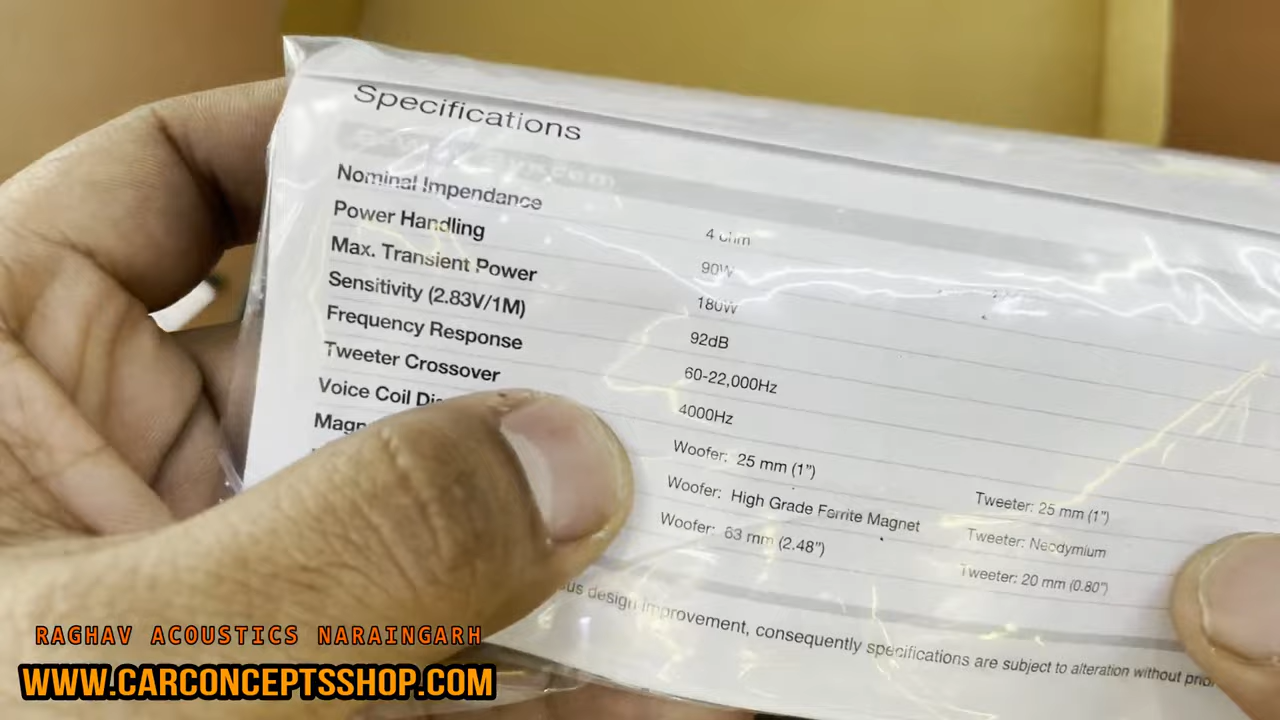 Specifications
Nominal Impendance 4 ohm
Power Handling 90W
Max. Transient Power 180W
Sensitivity (2.83V/1M) 92dB
Frequency Response 60-22,000Hz
Tweeter Crossover 4000Hz
Voice Coil Woofer: 25 mm (1") Tweeter: 25 mm (1")
Woofer: High Grade Ferrite Magnet Tweeter: Neodymium
Woofer: 63 mm (2.48") Tweeter: 20 mm (0.80")
design improvement, consequently specifications are subject to alteration without
RAGHAV ACOUSTICS NARAINGARH
WWW.CARCONCEPTSSHOP.COM